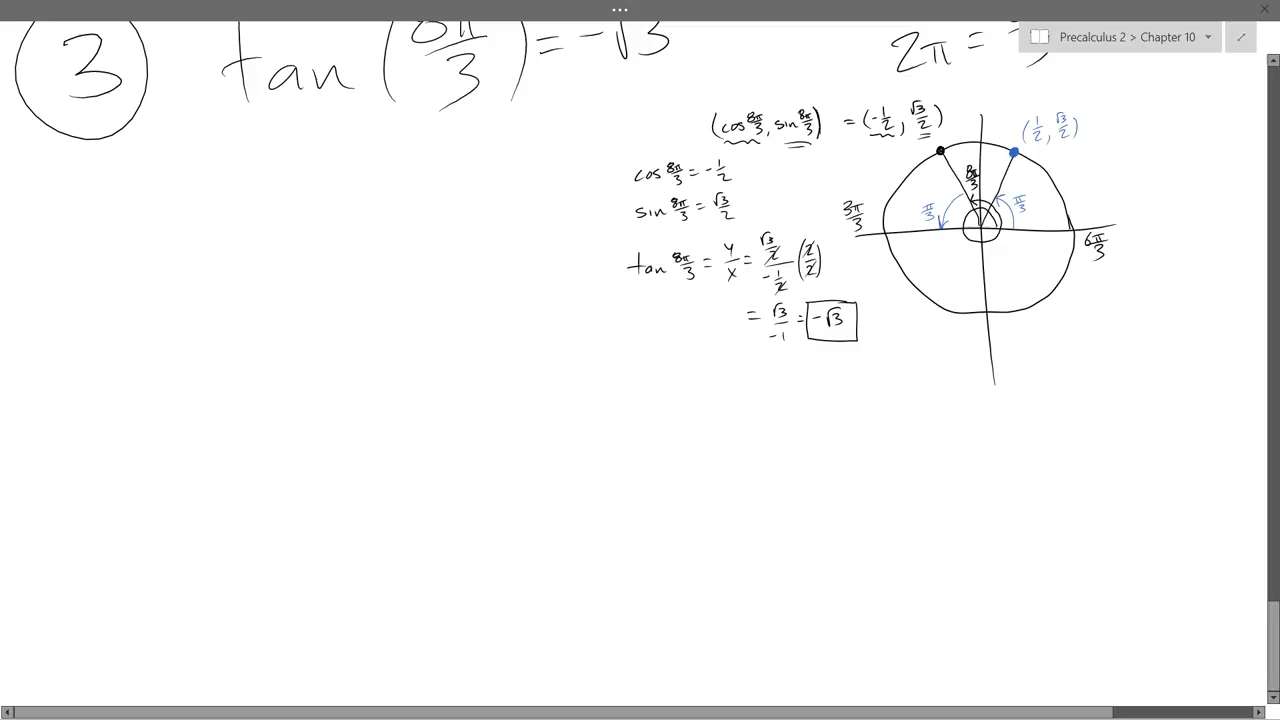 Precalculus 2 > Chapter 10
3 tan(8π/3) = -√3
2π =
(cos 8π/3, sin 8π/3) = (-1/2, √3/2)
(1/2, √3/2)
cos 8π/3 = -1/2
sin 8π/3 = √3/2
tan 8π/3 = y/x = (√3/2)/(-1/2) (2/2)
= √3/-1 = -√3
8π/3
π/3
π/3
3π/3
6π/3